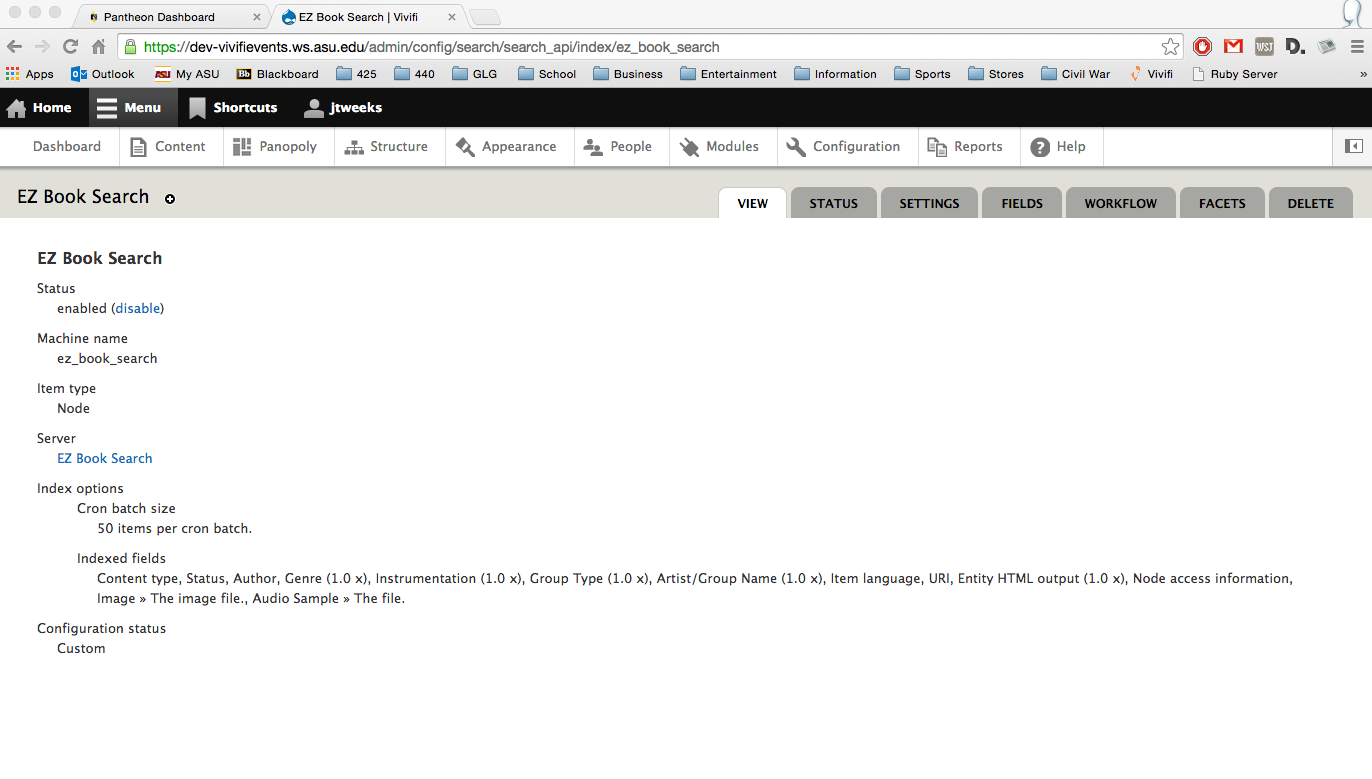 Pantheon Dashboard
EZ Book Search | Vivifi
https://dev-vivifievents.ws.asu.edu/admin/config/search/search_api/index/ez_book_search
WST
D.
Apps
Outlook
ASU My ASU
Bb Blackboard
425
440
GLG
School
Business
Entertainment
Information
Sports
Stores
Civil War
Vivifi
Ruby Server
»
Home
Menu
Shortcuts
jtweeks
Dashboard
Content
Panopoly
Structure
Appearance
People
Modules
Configuration
Reports
Help
EZ Book Search
VIEW
STATUS
SETTINGS
FIELDS
WORKFLOW
FACETS
DELETE
EZ Book Search
Status
enabled (disable)
Machine name
ez_book_search
Item type
Node
Server
EZ Book Search
Index options
Cron batch size
50 items per cron batch.
Indexed fields
Content type, Status, Author, Genre (1.0 x), Instrumentation (1.0 x), Group Type (1.0 x), Artist/Group Name (1.0 x), Item language, URI, Entity HTML output (1.0 x), Node access information,
Image » The image file., Audio Sample » The file.
Configuration status
Custom